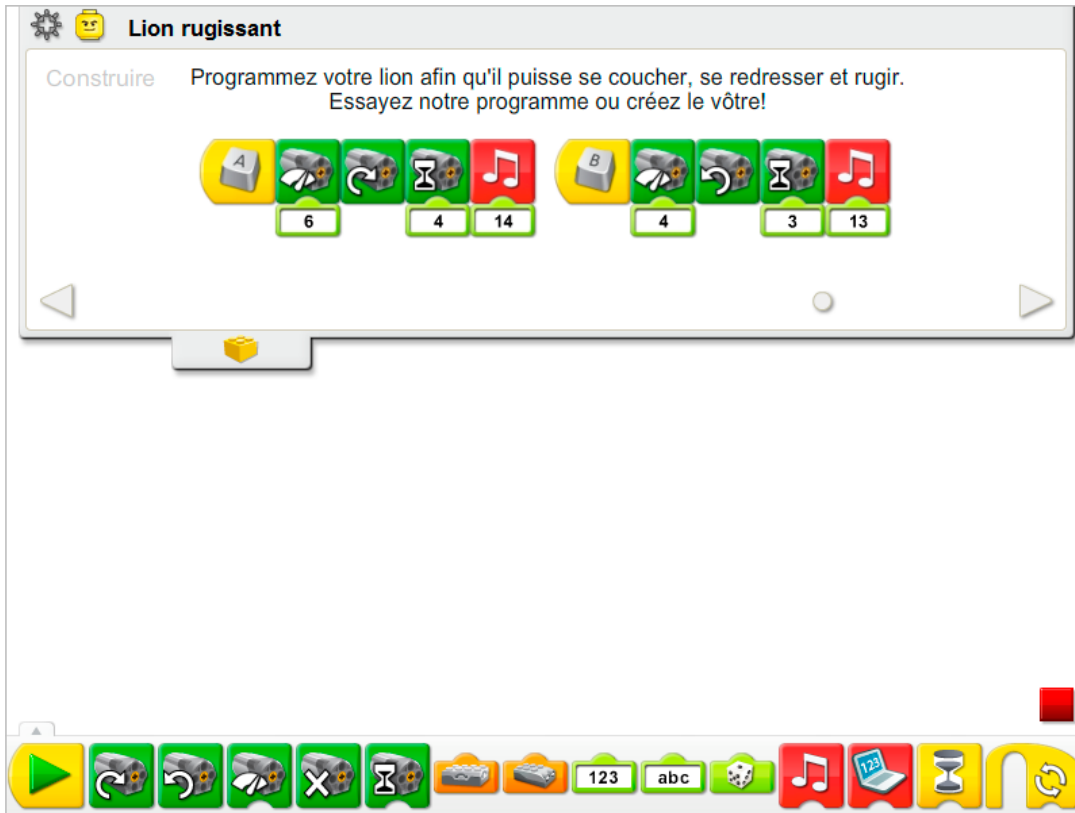 Lion rugissant
Construire
Programmez votre lion afin qu'il puisse se coucher, se redresser et rugir.
Essayez notre programme ou créez le vôtre!
A B
6 4 14 4 3 13
123 abc 123